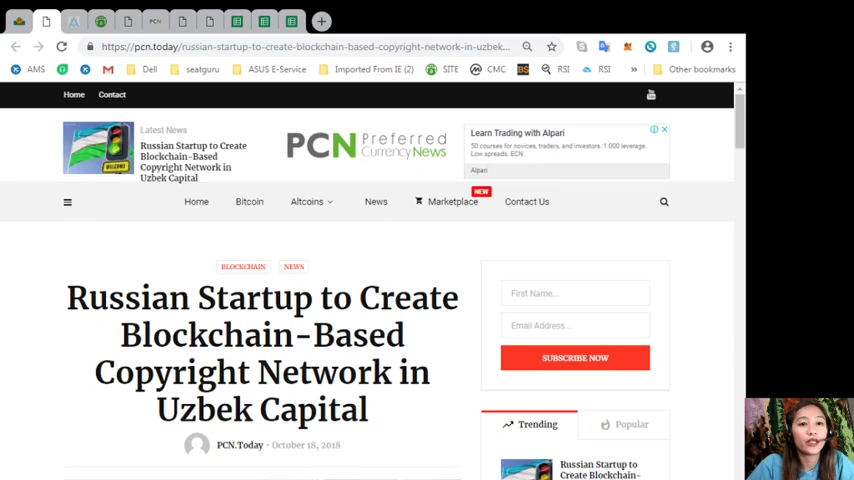 PCN
https://pcn.today/russian-startup-to-create-blockchain-based-copyright-network-in-uzbek...
AMS
Dell
seatguru
ASUS E-Service
Imported From IE (2)
SITE
CMC
BS
RSI
RSI
»
Other bookmarks
Home
Contact
Latest News
Russian Startup to Create
Blockchain-Based
Copyright Network in
Uzbek Capital
PCN Preferred
Currency News
Learn Trading with Alpari
50 courses for novices, traders, and investors. 1.000 leverage.
Low spreads. ECN.
Alpari
NEW
Home
Bitcoin
Altcoins
News
Marketplace
Contact Us
BLOCKCHAIN
NEWS
Russian Startup to Create
Blockchain-Based
Copyright Network in
Uzbek Capital
PCN.Today - October 18, 2018
First Name...
Email Address...
SUBSCRIBE NOW
Trending
Popular
Russian Startup to
Create Blockchain-